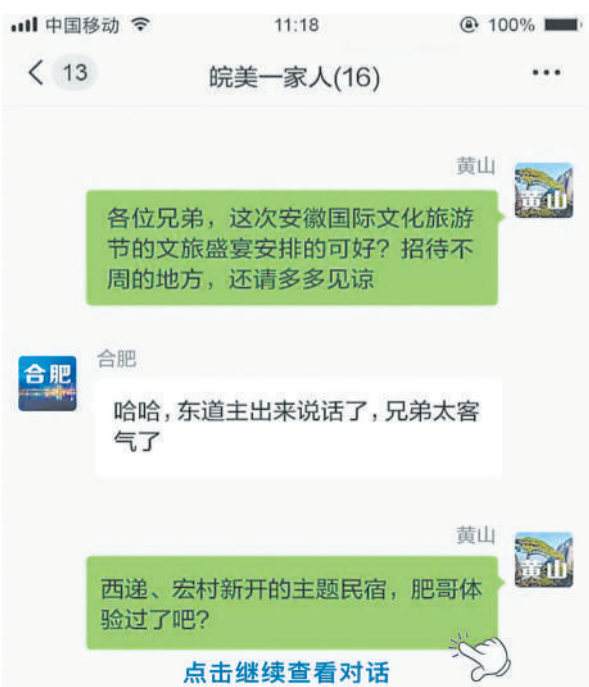 中国移动 11:18 100%
13 皖美一家人(16)
黄山
黄山
各位兄弟，这次安徽国际文化旅游
节的文旅盛宴安排的可好？招待不
周的地方，还请多多见谅
合肥
合肥
哈哈，东道主出来说话了，兄弟太客
气了
黄山
黄山
西递、宏村新开的主题民宿，肥哥体
验过了吧？
点击继续查看对话